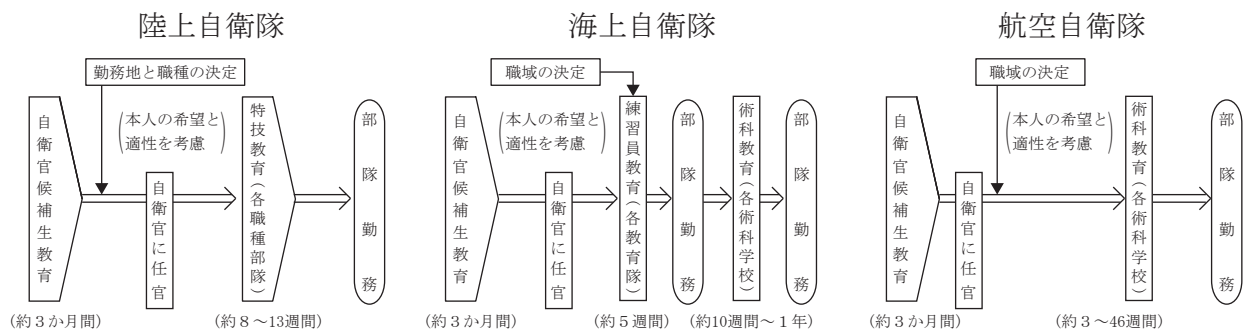 陸上自衛隊
勤務地と職種の決定
自衛官候補生教育
(本人の希望と
適性を考慮)
自衛官に任官
特技教育(各職種部隊)
部隊勤務
(約3か月間)
(約8~13週間)
海上自衛隊
職域の決定
自衛官候補生教育
(本人の希望と
適性を考慮)
自衛官に任官
練習員教育(各教育隊)
部隊勤務
術科教育(各術科学校)
部隊勤務
(約3か月間)
(約5週間)
(約10週間~1年)
航空自衛隊
職域の決定
自衛官候補生教育
自衛官に任官
(本人の希望と
適性を考慮)
術科教育(各術科学校)
部隊勤務
(約3か月間)
(約3~46週間)